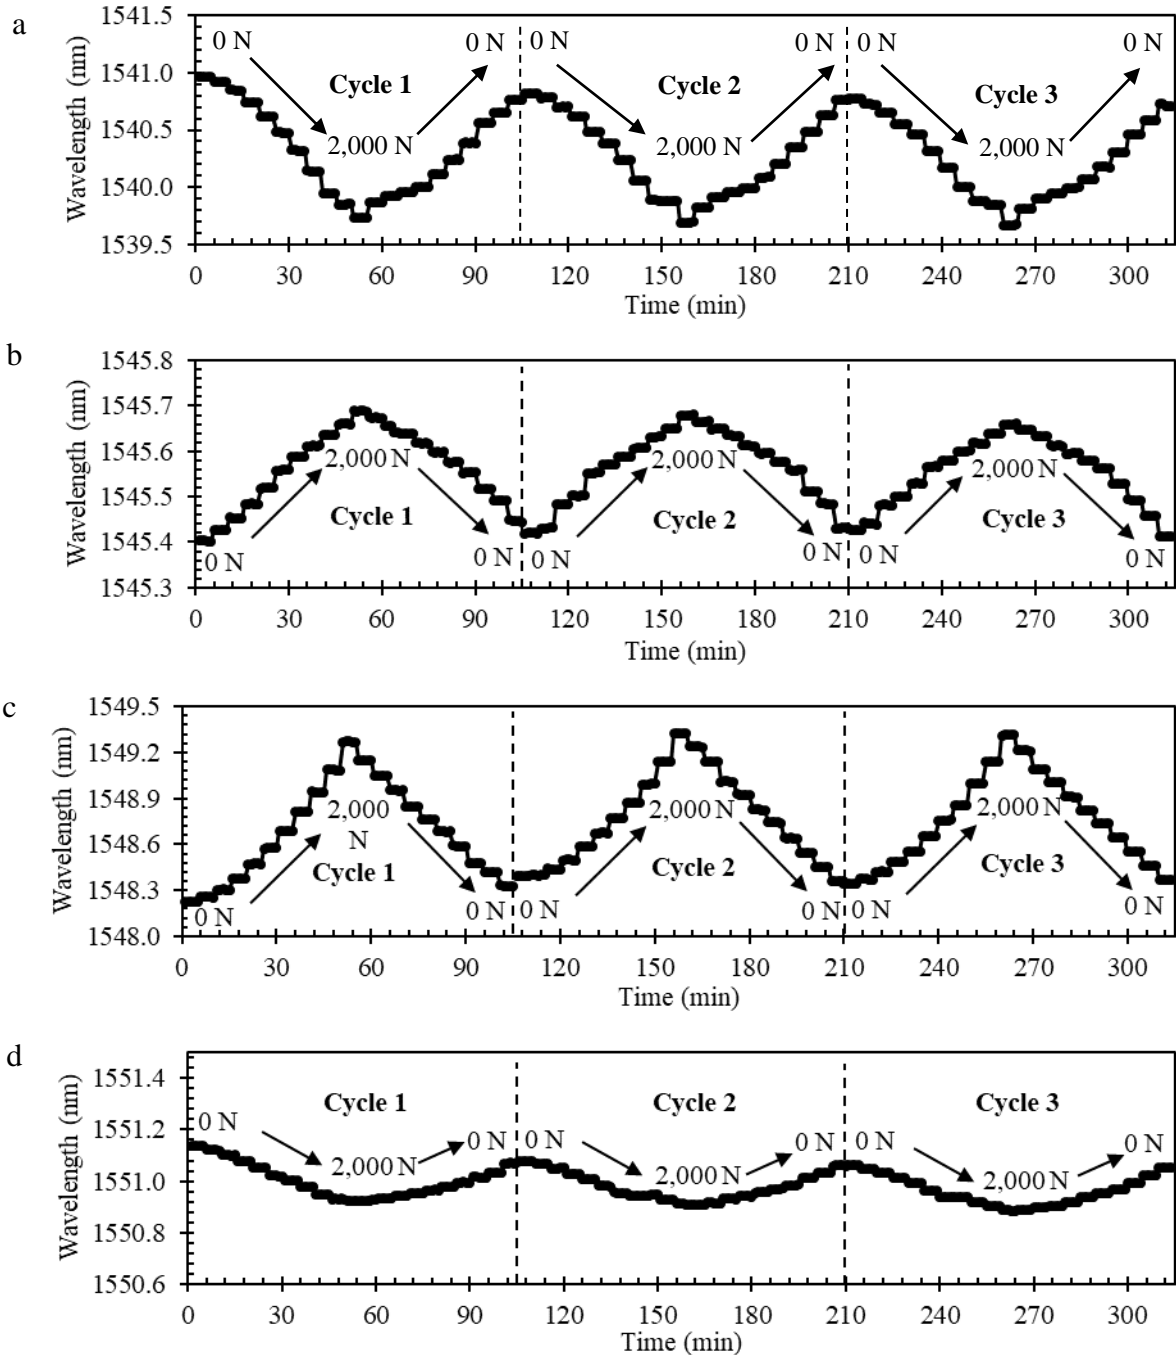 a
1541.5
1541.0
1540.5
1540.0
1539.5
Wavelength (nm)
0 N
0 N
0 N
0 N
0 N
0 N
Cycle 1
Cycle 2
Cycle 3
2,000 N
2,000 N
2,000 N
0 30 60 90 120 150 180 210 240 270 300
Time (min)
b
1545.8
1545.7
1545.6
1545.5
1545.4
1545.3
Wavelength (nm)
2,000 N
2,000 N
2,000 N
Cycle 1
Cycle 2
Cycle 3
0 N
0 N
0 N
0 N
0 N
0 N
0 30 60 90 120 150 180 210 240 270 300
Time (min)
c
1549.5
1549.2
1548.9
1548.6
1548.3
1548.0
Wavelength (nm)
2,000
N
2,000 N
2,000 N
Cycle 1
Cycle 2
Cycle 3
0 N
0 N
0 N
0 N
0 N
0 N
0 30 60 90 120 150 180 210 240 270 300
Time (min)
d
1551.4
1551.2
1551.0
1550.8
1550.6
Wavelength (nm)
Cycle 1
Cycle 2
Cycle 3
0 N
0 N
0 N
0 N
0 N
0 N
2,000 N
2,000 N
2,000 N
0 30 60 90 120 150 180 210 240 270 300
Time (min)